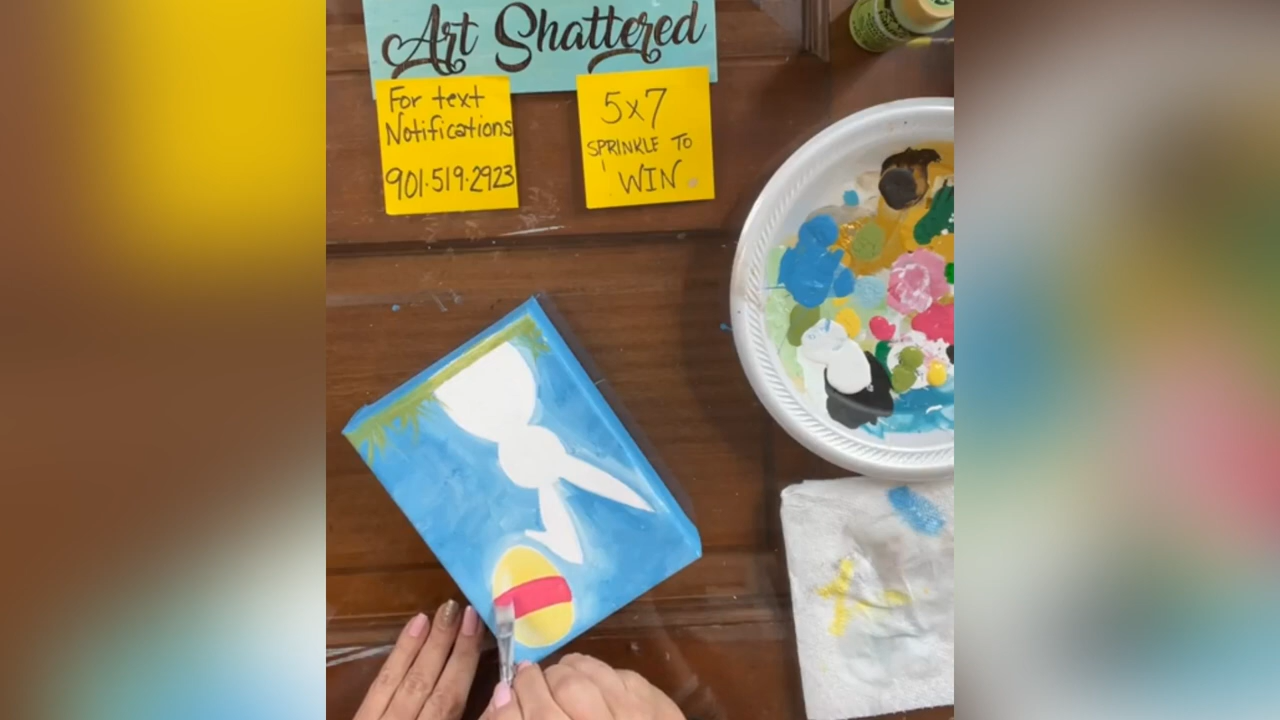 Art Shattered
For text
Notifications
901.519.2923
5x7
SPRINKLE TO
WIN